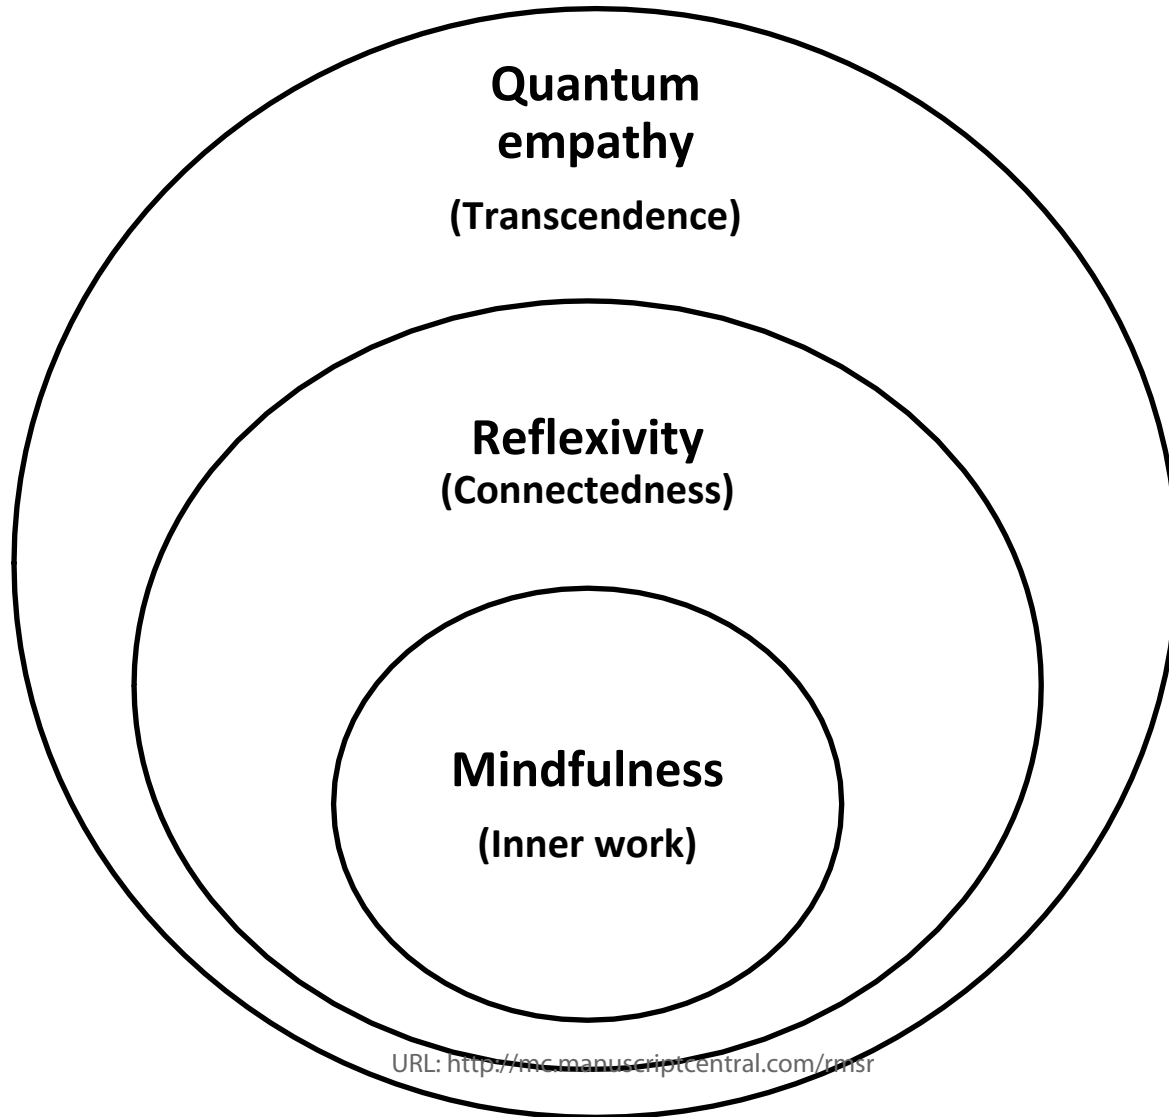 Quantum
empathy
(Transcendence)
Reflexivity
(Connectedness)
Mindfulness
(Inner work)
URL: http://mc.manuscriptcentral.com/rmsr